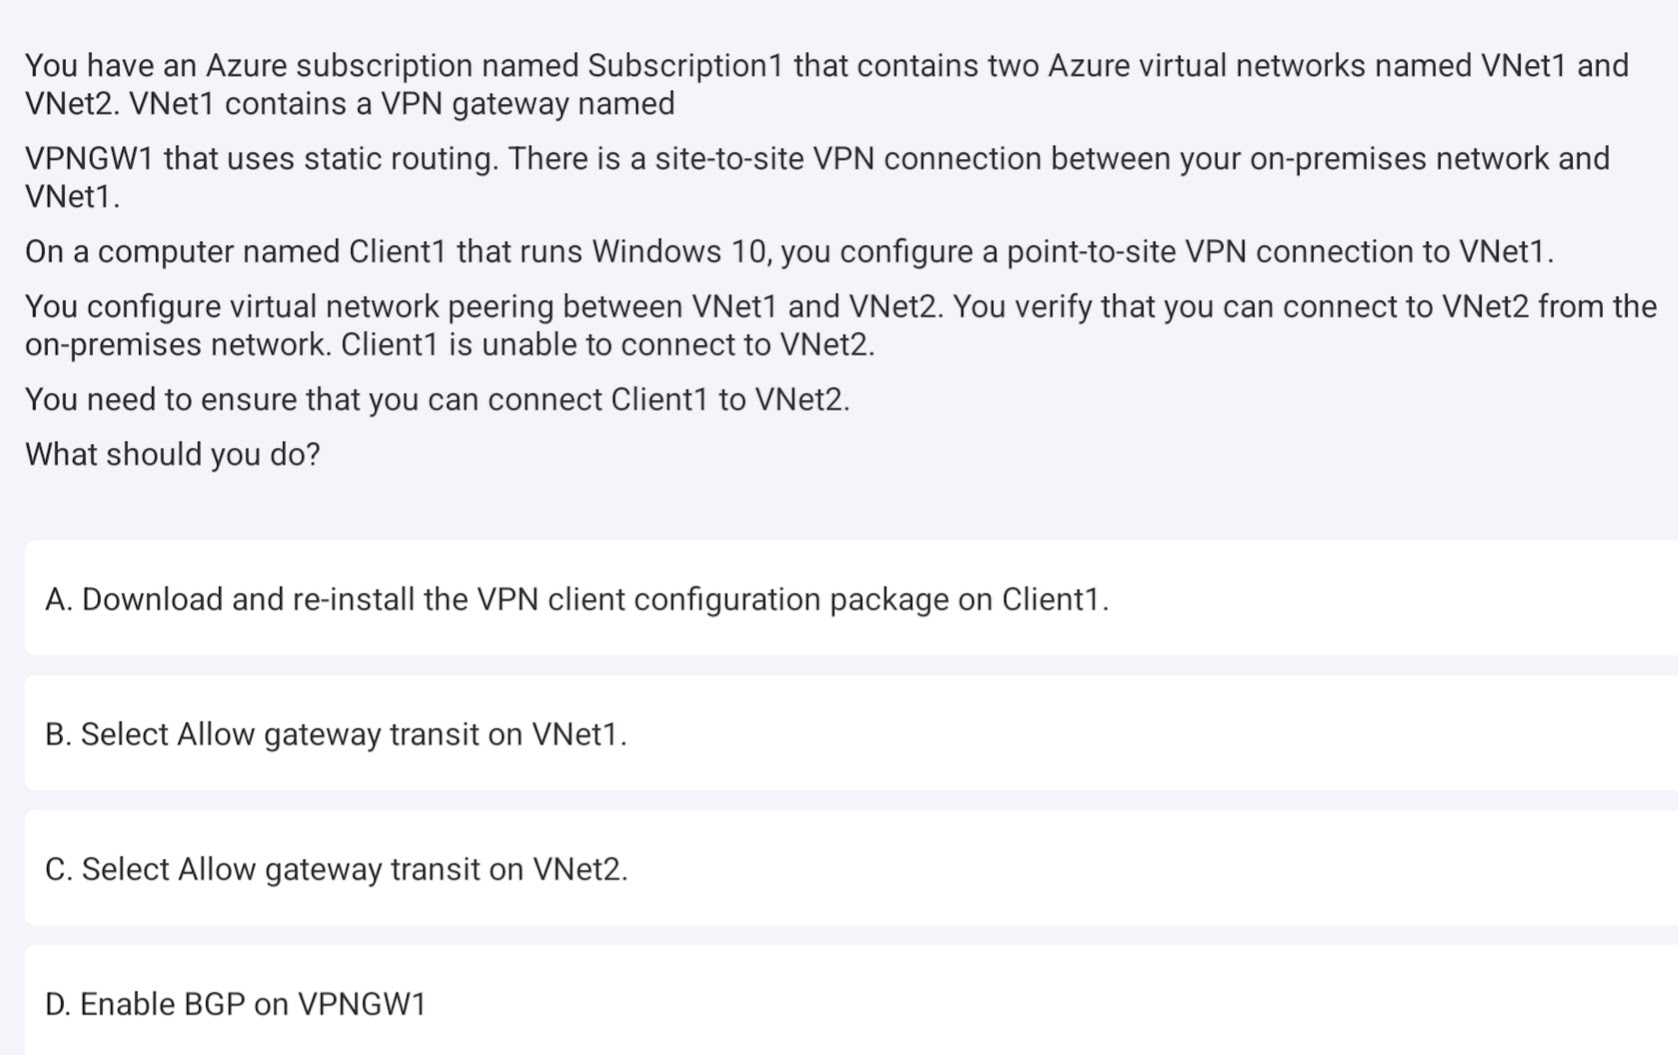 You have an Azure subscription named Subscription1 that contains two Azure virtual networks named VNet1 and
VNet2. VNet1 contains a VPN gateway named
VPNGW1 that uses static routing. There is a site-to-site VPN connection between your on-premises network and
VNet1.
On a computer named Client1 that runs Windows 10, you configure a point-to-site VPN connection to VNet1.
You configure virtual network peering between VNet1 and VNet2. You verify that you can connect to VNet2 from the
on-premises network. Client1 is unable to connect to VNet2.
You need to ensure that you can connect Client1 to VNet2.
What should you do?
A. Download and re-install the VPN client configuration package on Client1.
B. Select Allow gateway transit on VNet1.
C. Select Allow gateway transit on VNet2.
D. Enable BGP on VPNGW1